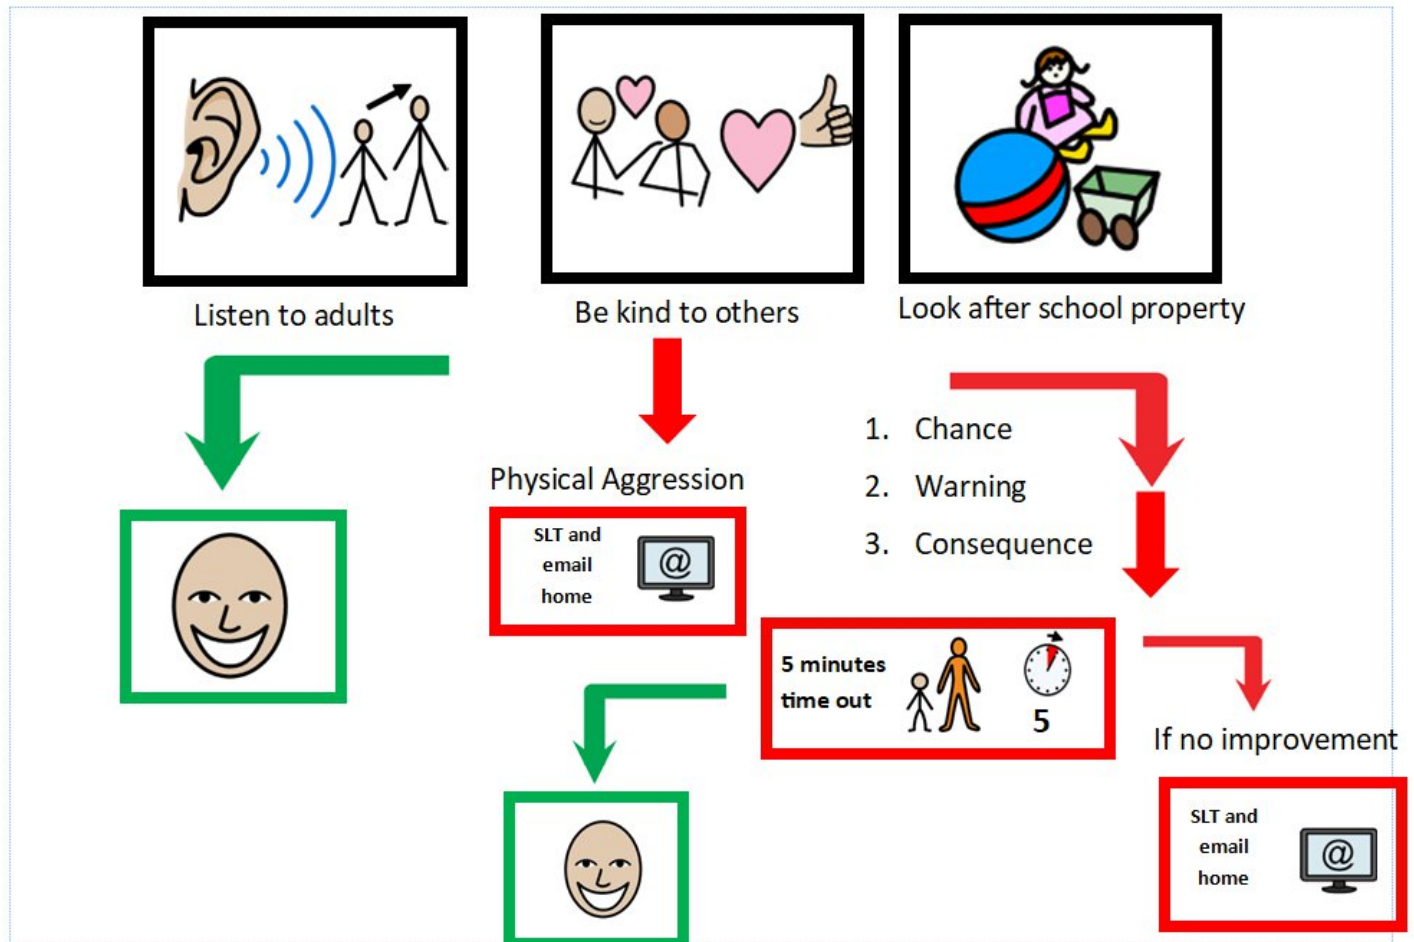 Listen to adults
Be kind to others
Look after school property
Physical Aggression
SLT and
email
home
@
1. Chance
2. Warning
3. Consequence
5 minutes
time out
5
If no improvement
SLT and
email
home
@